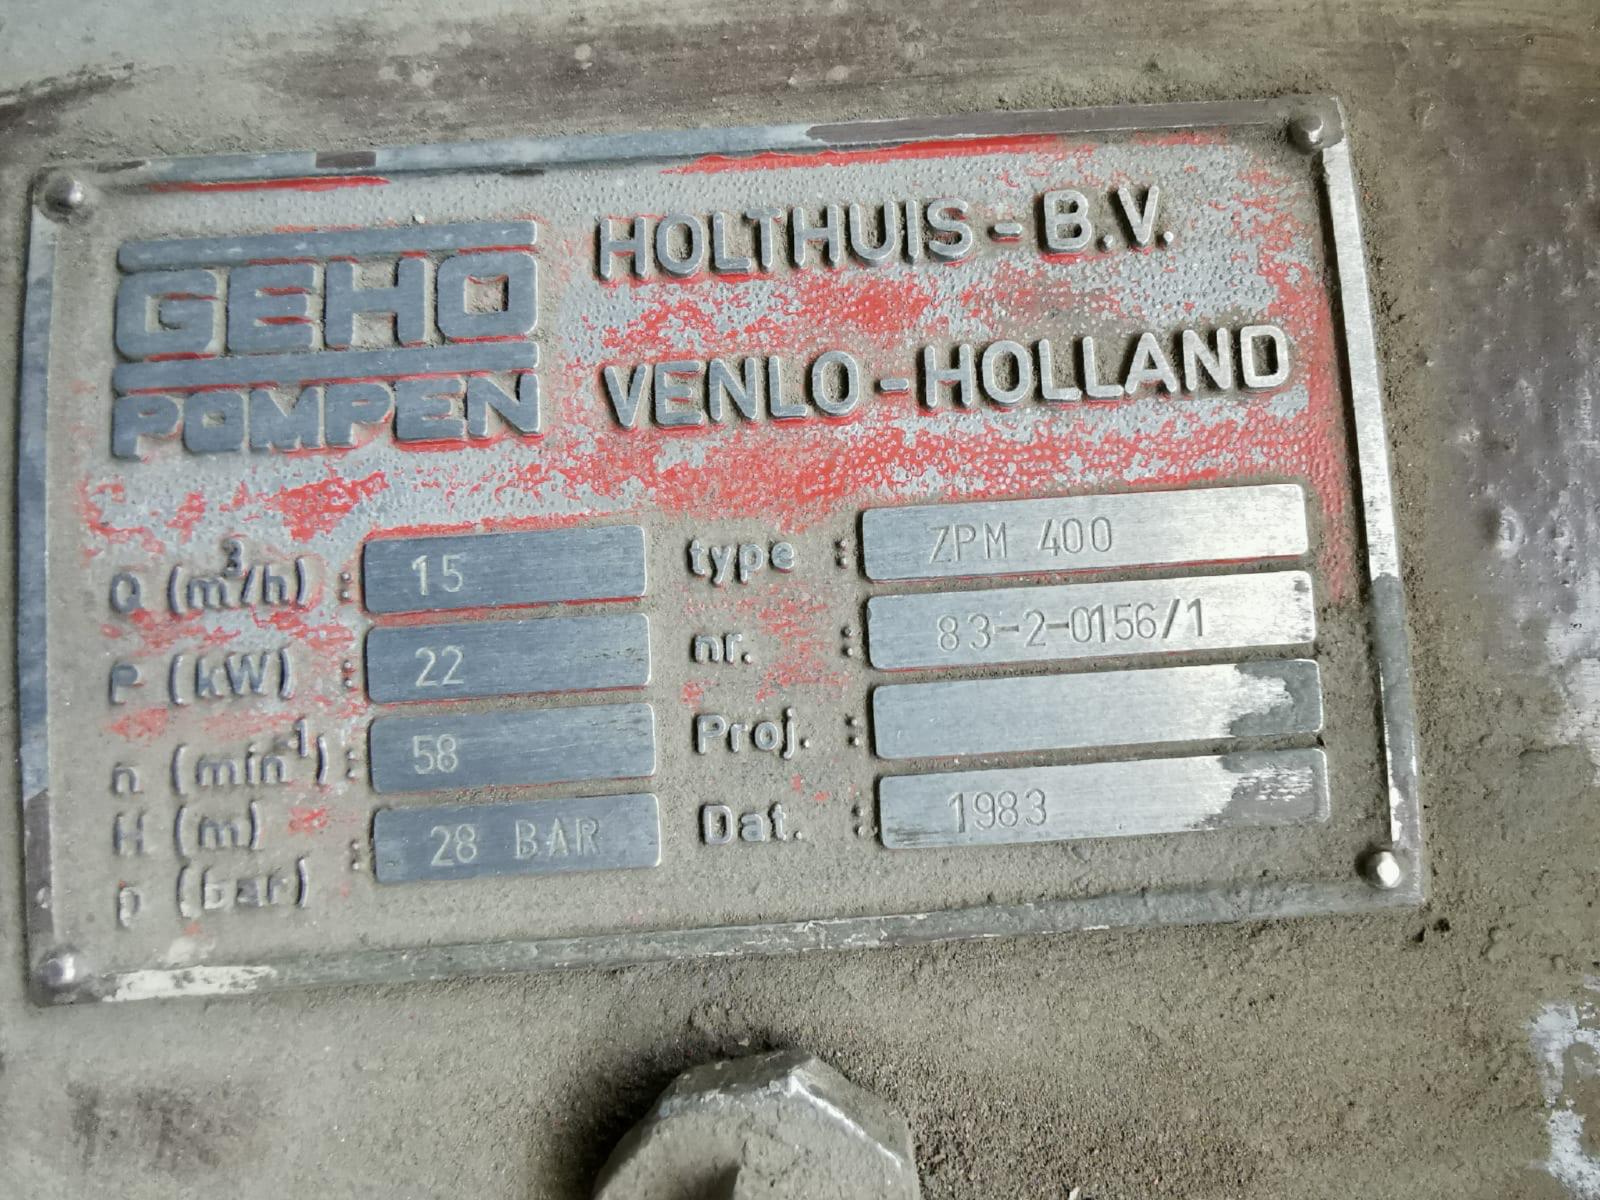 GEHO
POMPEN
HOLTHUIS - B.V.
VENLO - HOLLAND
Q (m³/h) : 15
P (kW) : 22
n (min⁻¹) : 58
H (m)
p (bar) : 28 BAR
type : ZPM 400
nr. : 83-2-0156/1
Proj. :
Dat. : 1983